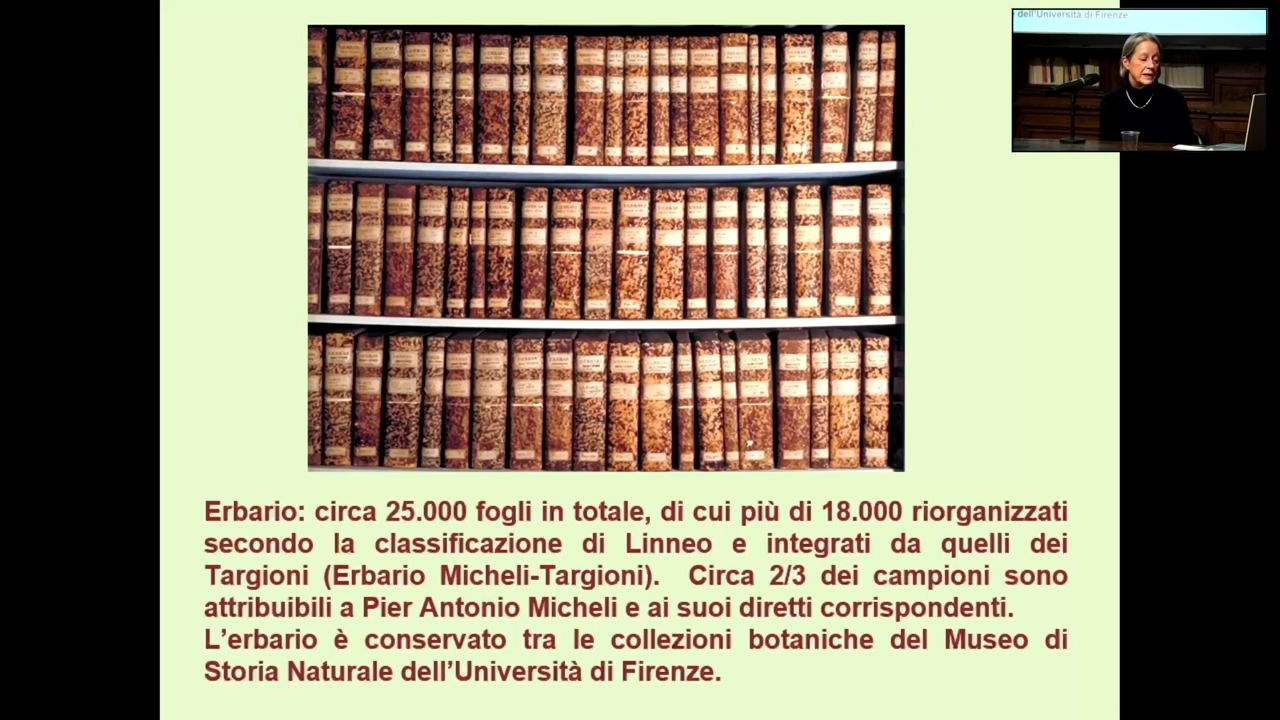 dell'Università di Firenze
Erbario: circa 25.000 fogli in totale, di cui più di 18.000 riorganizzati
secondo la classificazione di Linneo e integrati da quelli dei
Targioni (Erbario Micheli-Targioni). Circa 2/3 dei campioni sono
attribuibili a Pier Antonio Micheli e ai suoi diretti corrispondenti.
L'erbario è conservato tra le collezioni botaniche del Museo di
Storia Naturale dell'Università di Firenze.